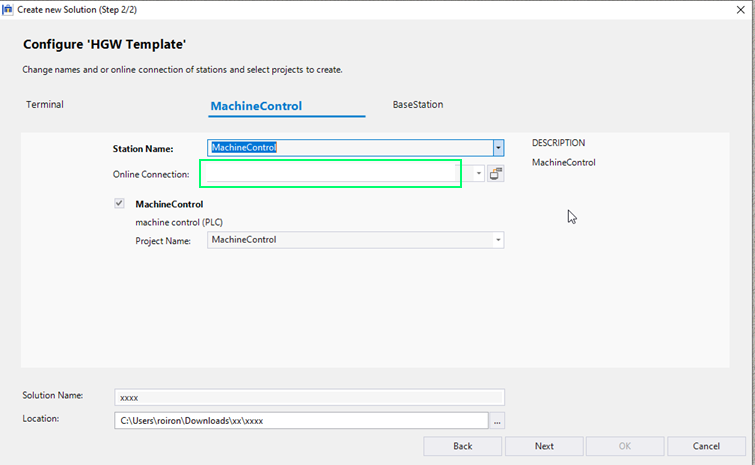 Create new Solution (Step 2/2)
Configure 'HGW Template'
Change names and or online connection of stations and select projects to create.
Terminal
MachineControl
BaseStation
Station Name:
MachineControl
DESCRIPTION
Online Connection:
MachineControl
MachineControl
machine control (PLC)
Project Name:
MachineControl
Solution Name:
xxxx
Location:
C:\Users\roiron\Downloads\xx\xxxx
...
Back
Next
OK
Cancel